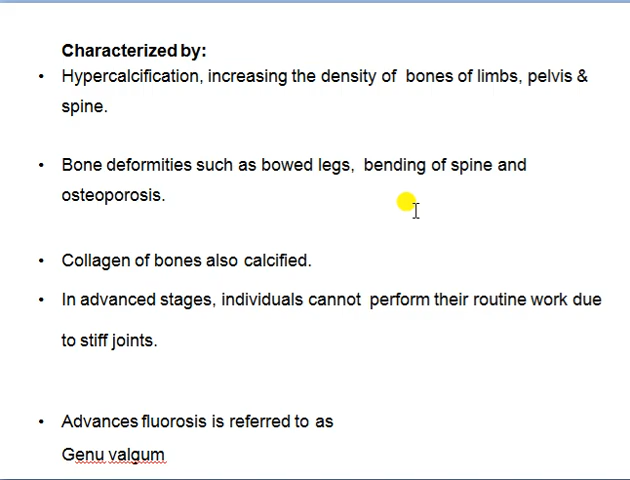 Characterized by:
• Hypercalcification, increasing the density of bones of limbs, pelvis &
spine.
• Bone deformities such as bowed legs, bending of spine and
osteoporosis.
• Collagen of bones also calcified.
• In advanced stages, individuals cannot perform their routine work due
to stiff joints.
• Advances fluorosis is referred to as
Genu valgum